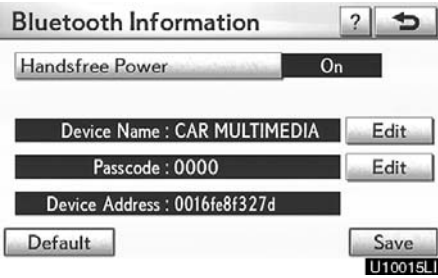 Bluetooth Information ?
Handsfree Power On
Device Name : CAR MULTIMEDIA Edit
Passcode : 0000 Edit
Device Address : 0016fe8f327d
Default Save
U10015LI